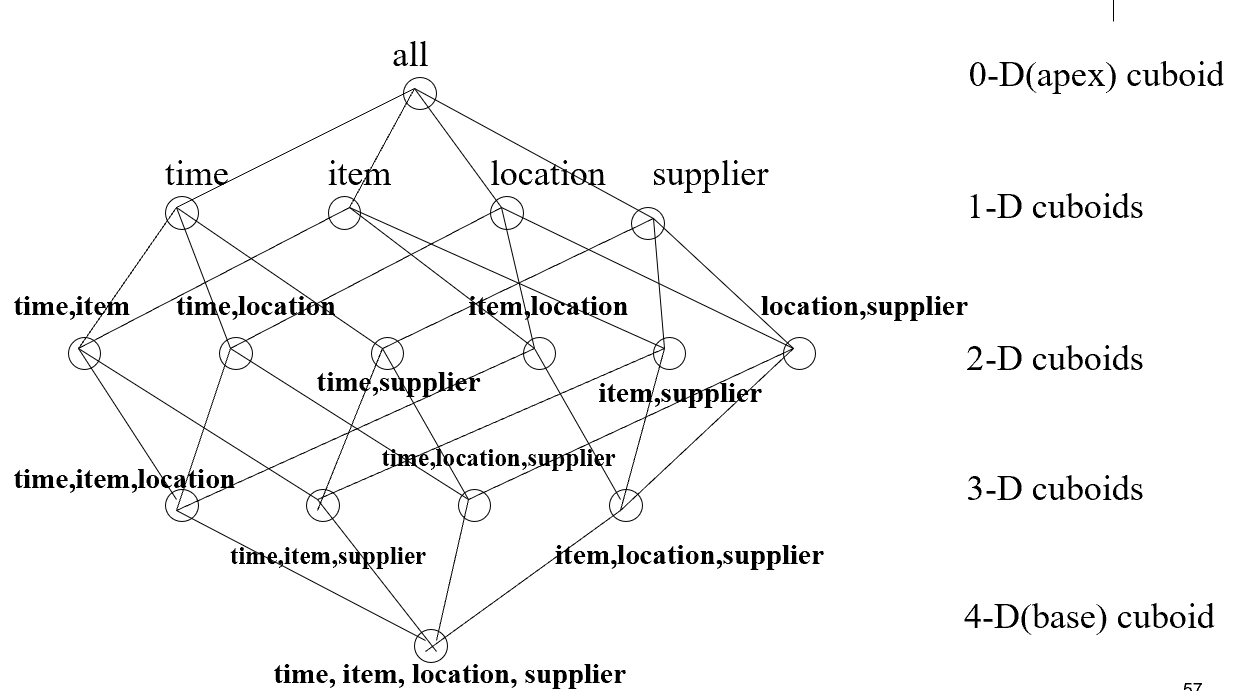 all
0-D(apex) cuboid
time item location supplier
1-D cuboids
time,item time,location item,location location,supplier
2-D cuboids
time,supplier item,supplier
time,location,supplier
time,item,location
3-D cuboids
time,item,supplier item,location,supplier
4-D(base) cuboid
time, item, location, supplier
57